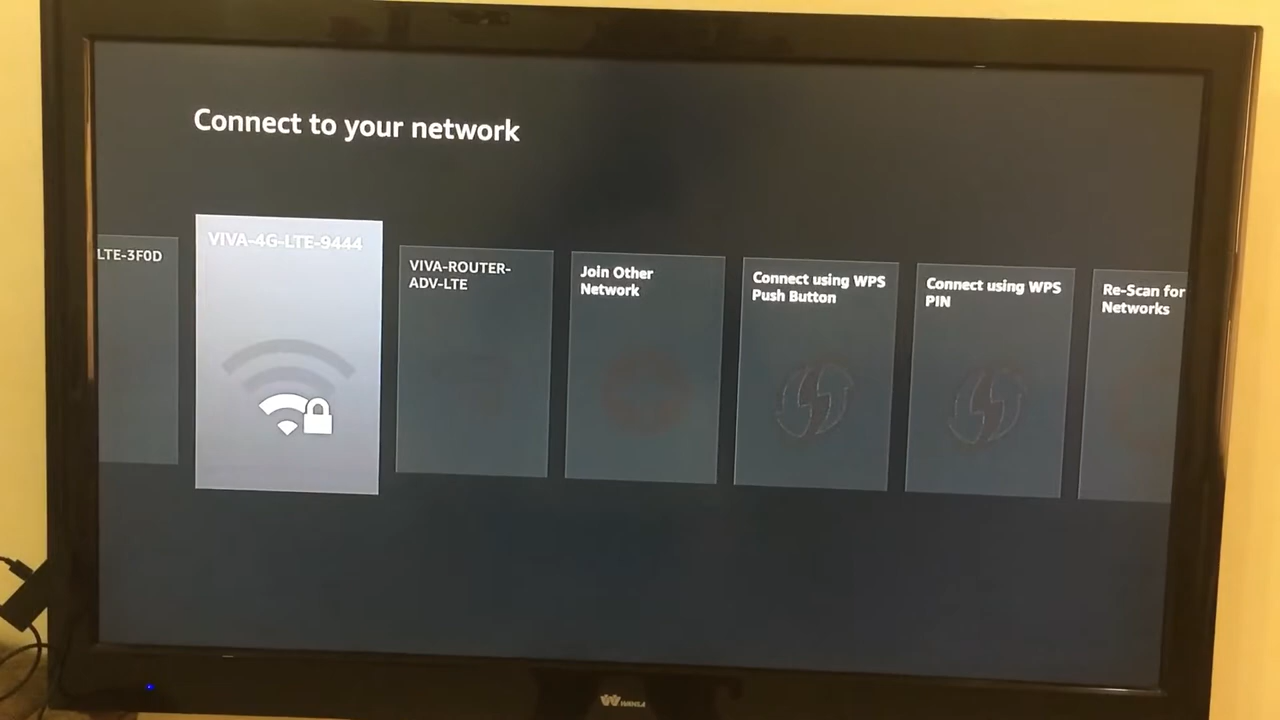 Connect to your network
LTE-3F0D
VIVA-4G-LTE-9444
VIVA-ROUTER-
ADV-LTE
Join Other
Network
Connect using WPS
Push Button
Connect using WPS
PIN
Re-Scan for
Networks
WANSA